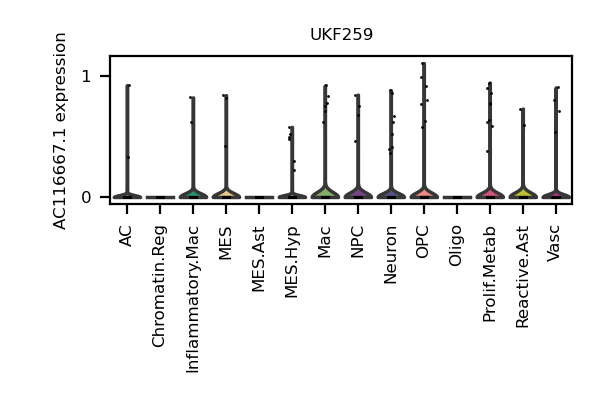 UKF259
AC116667.1 expression
1
0
AC
Chromatin.Reg
Inflammatory.Mac
MES
MES.Ast
MES.Hyp
Mac
NPC
Neuron
OPC
Oligo
Prolif.Metab
Reactive.Ast
Vasc